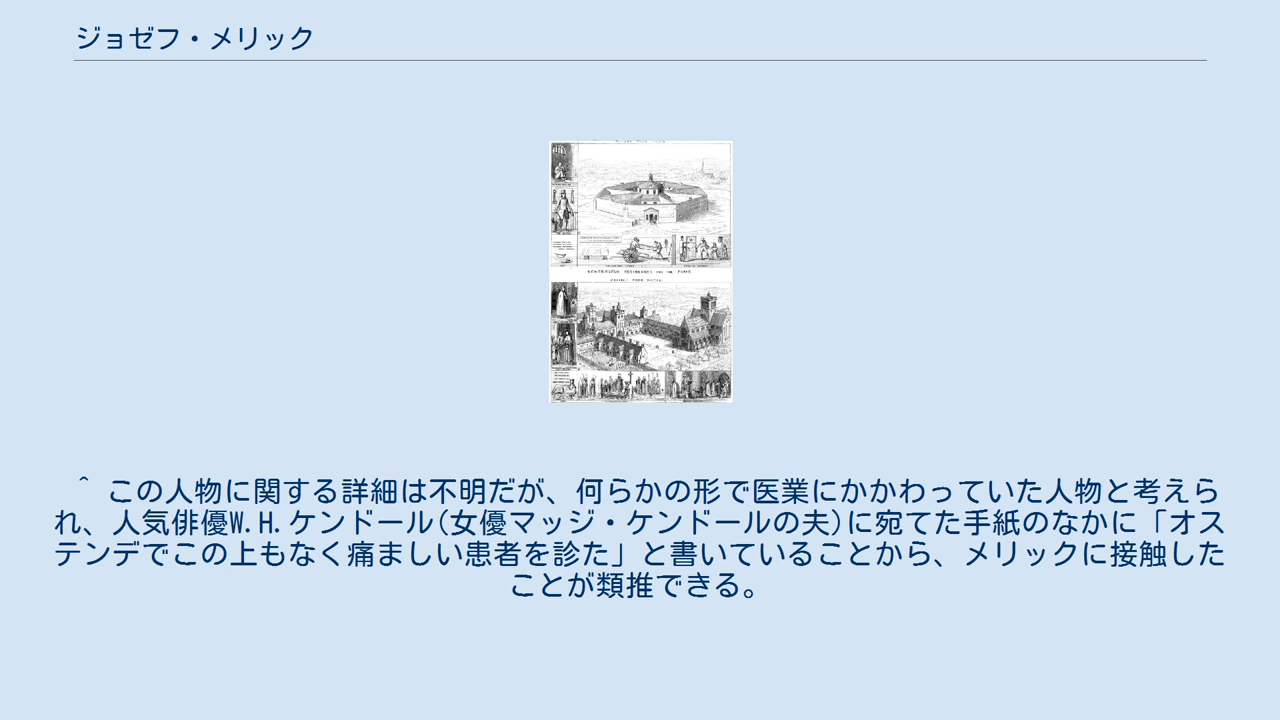 ジョゼフ・メリック
CONTRASTED RESIDENCES FOR THE POOR
^ この人物に関する詳細は不明だが、何らかの形で医業にかかわっていた人物と考えら
れ、人気俳優W.H.ケンドール(女優マッジ・ケンドールの夫)に宛てた手紙のなかに「オス
テンデでこの上もなく痛ましい患者を診た」と書いていることから、メリックに接触した
ことが類推できる。